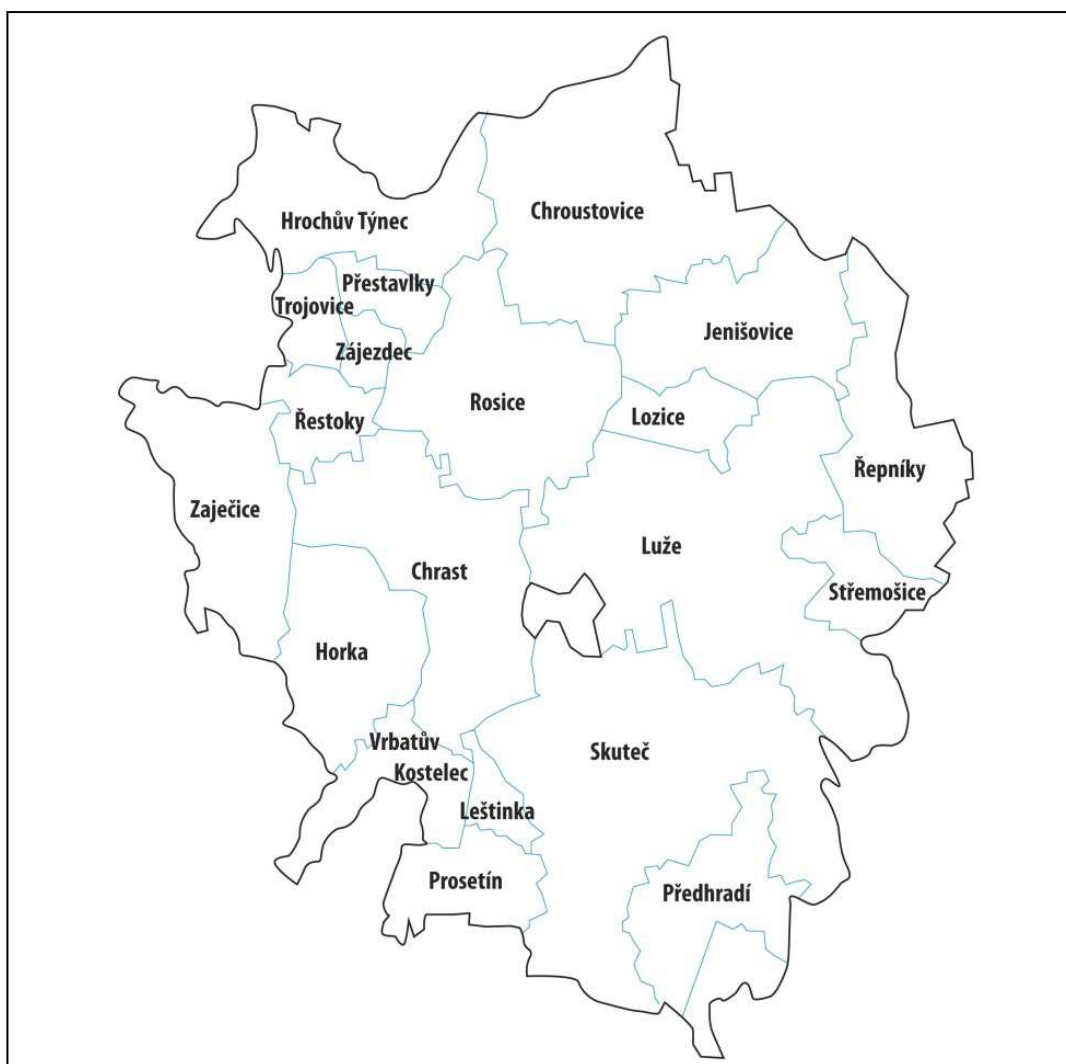 Chroustovice
Hrochův Týnec
Přestavlky
Trojovice
Jenišovice
Zájezdec
Rosice
Lozice
Řestoky
Řepníky
Zaječice
Luže
Chrast
Střemošice
Horka
Vrbatův
Kostelec
Skuteč
Leštinka
Prosetín
Předhradí